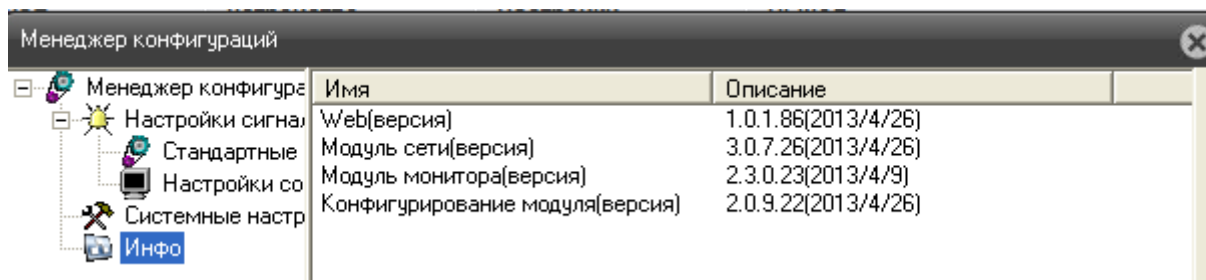 Менеджер конфигураций
Менеджер конфигура
Настройки сигнал
Стандартные
Настройки со
Системные настр
Инфо
Имя Описание
Web(версия) 1.0.1.86(2013/4/26)
Модуль сети(версия) 3.0.7.26(2013/4/26)
Модуль монитора(версия) 2.3.0.23(2013/4/9)
Конфигурирование модуля(версия) 2.0.9.22(2013/4/26)